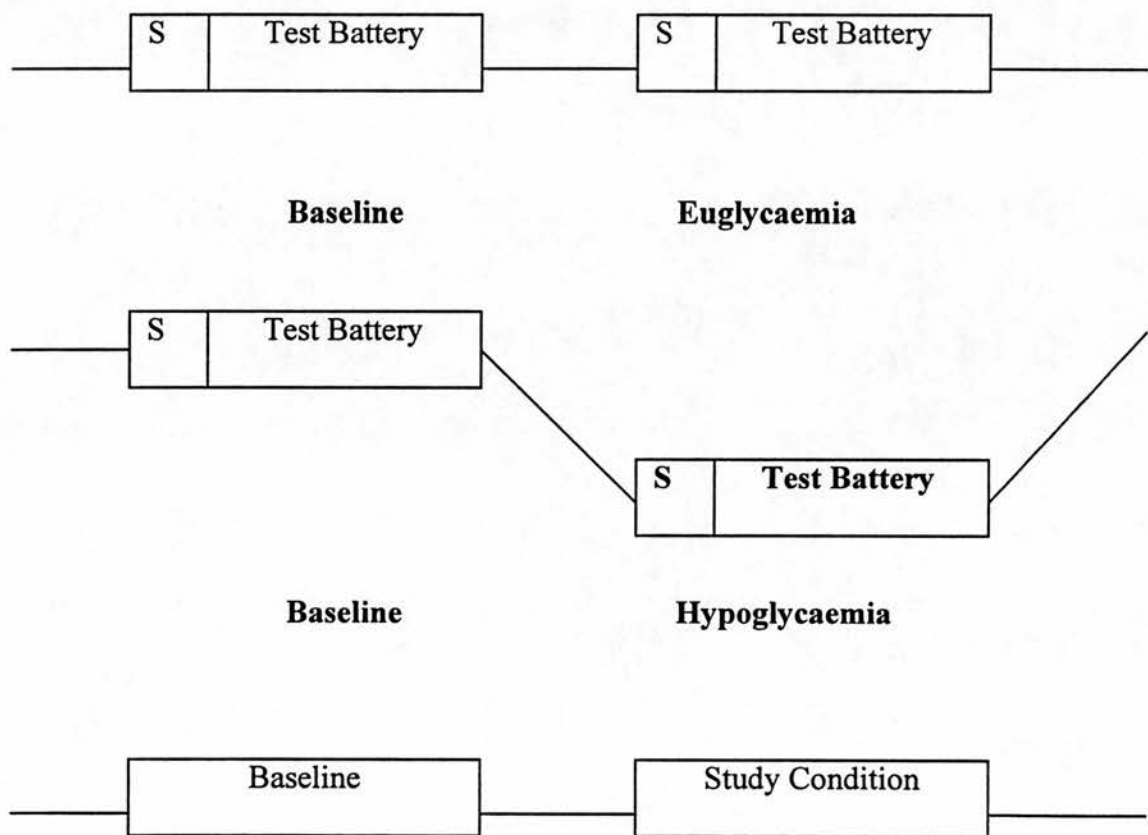 S Test Battery S Test Battery
Baseline Euglycaemia
S Test Battery
S Test Battery
Baseline Hypoglycaemia
Baseline Study Condition